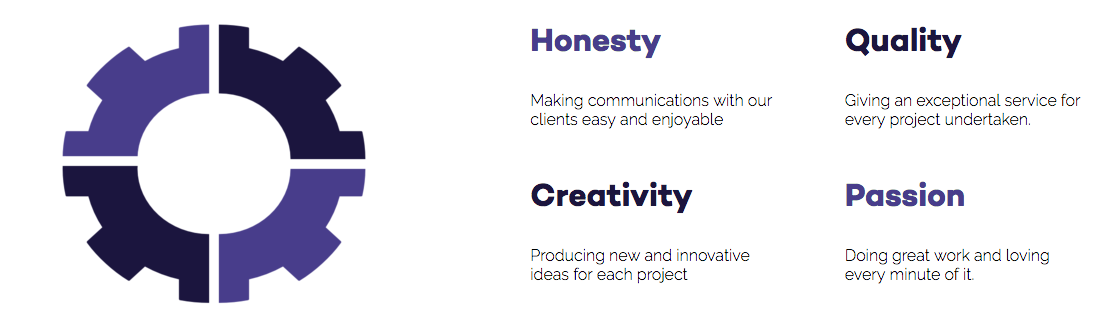 Honesty
Making communications with our
clients easy and enjoyable
Quality
Giving an exceptional service for
every project undertaken.
Creativity
Producing new and innovative
ideas for each project
Passion
Doing great work and loving
every minute of it.